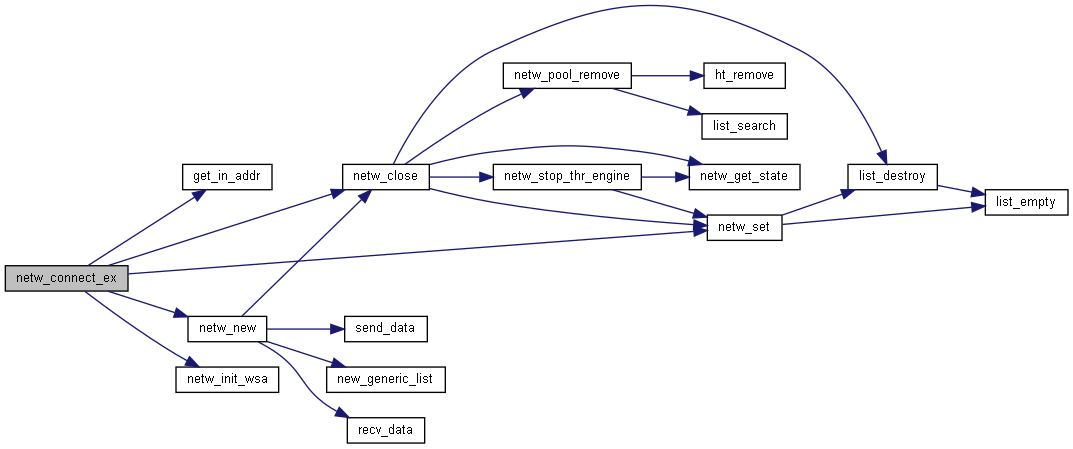 netw_pool_remove
ht_remove
list_search
get_in_addr
netw_close
netw_stop_thr_engine
netw_get_state
list_destroy
list_empty
netw_set
netw_connect_ex
netw_new
send_data
netw_init_wsa
new_generic_list
recv_data